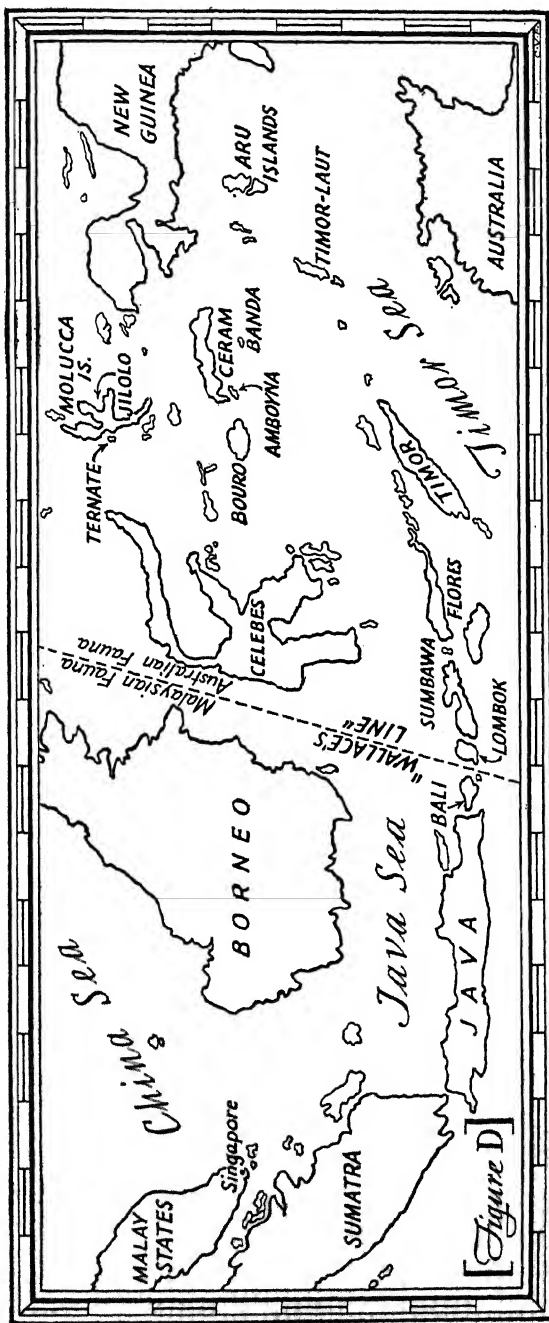 MALAY
STATES
Singapore
SUMATRA
China Sea
BORNEO
Java Sea
JAVA
BALI
LOMBOK
"WALLACE'S
LINE"
Malaysian Fauna
Australian Fauna
CELEBES
SUMBAWA
FLORES
TIMOR
Timor Sea
TERNATE
MOLUCCA
IS.
JILOLO
BOURO
AMBOYNA
CERAM
BANDA
NEW
GUINEA
ARU
ISLANDS
TIMOR-LAUT
AUSTRALIA
[Figure D]